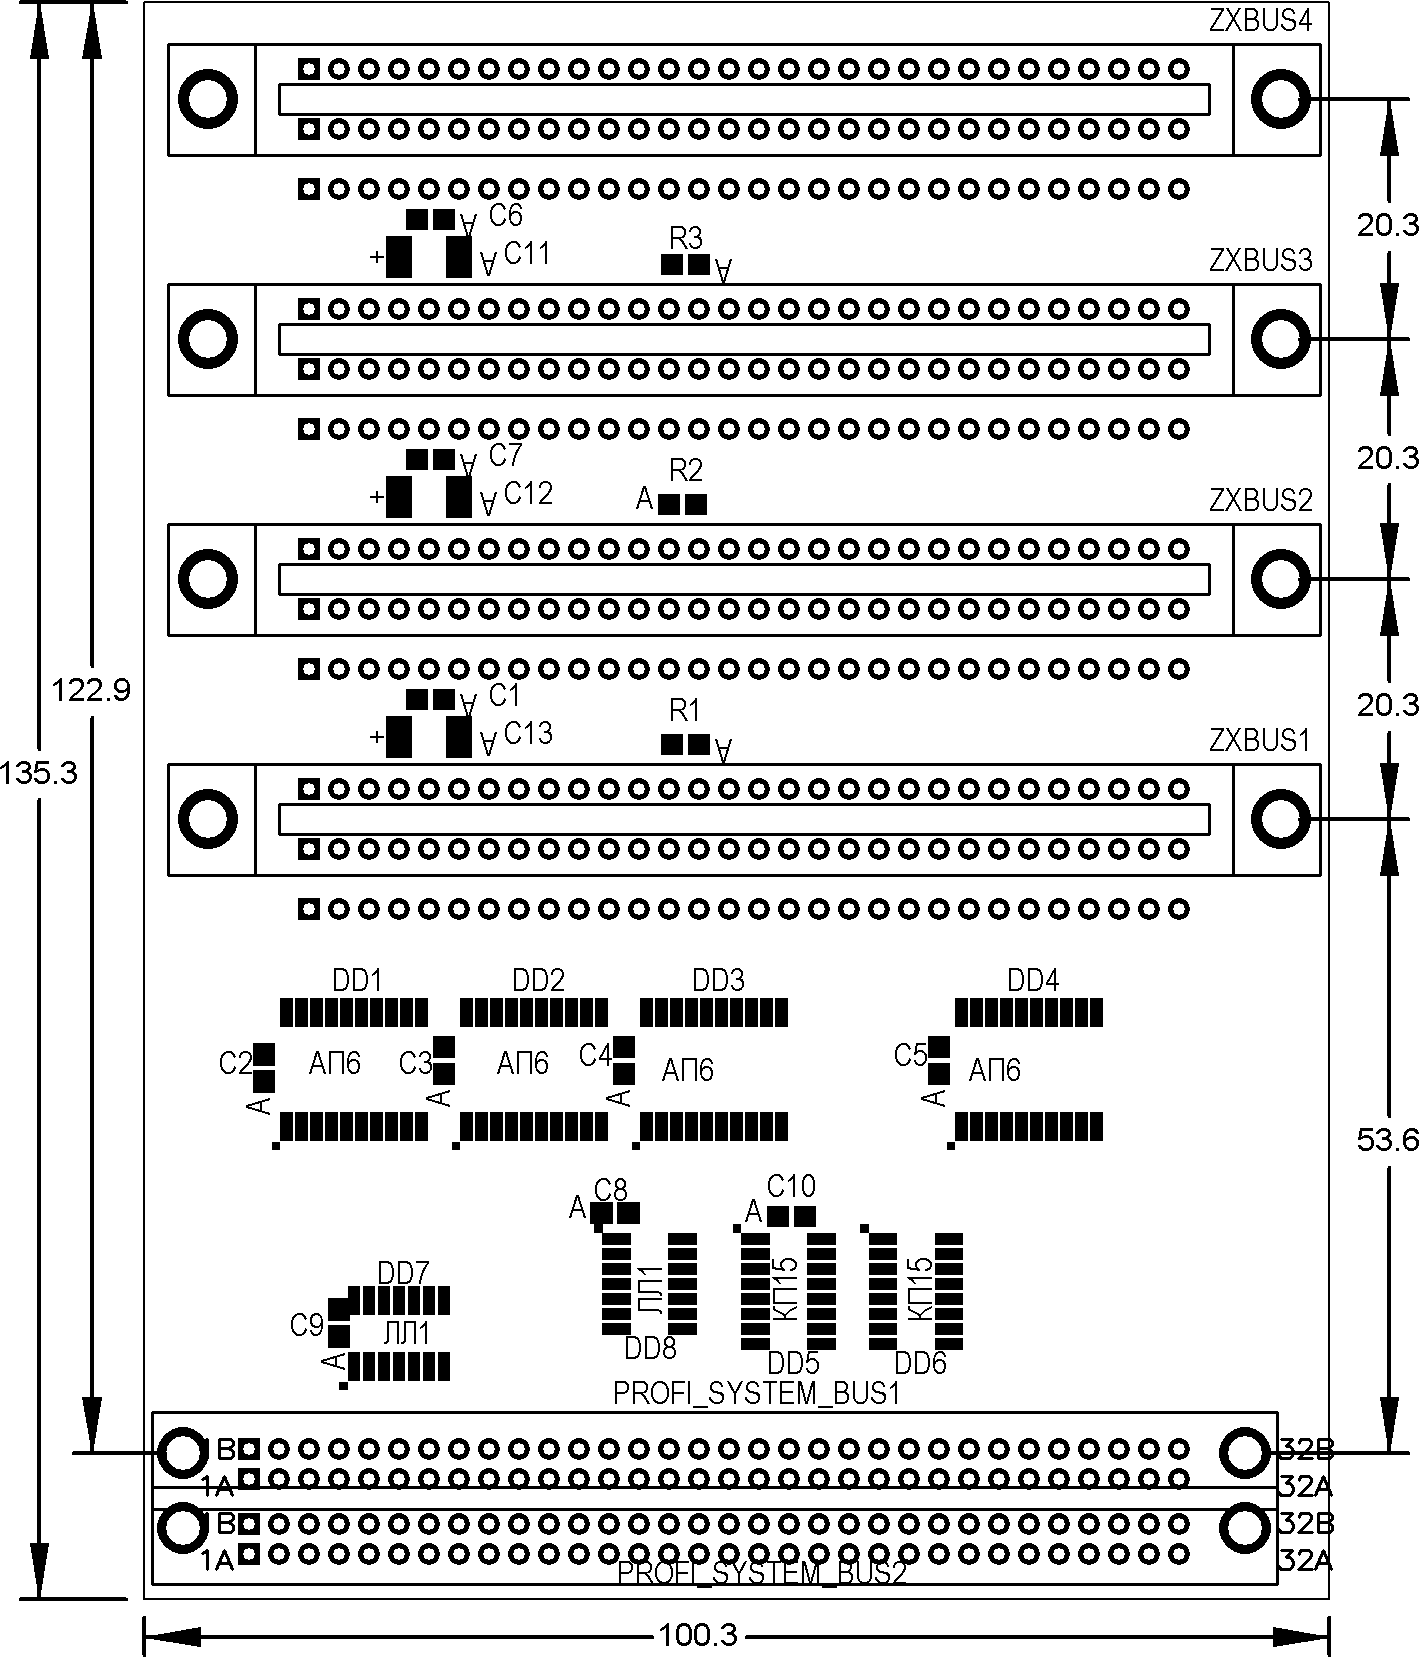 ZXBUS4
C6
A
R3
20.3
+
A
C11
A
ZXBUS3
C7
A
R2
20.3
+
A
C12
A
ZXBUS2
122.9
C1
A
R1
20.3
+
A
C13
A
ZXBUS1
135.3
DD1
DD2
DD3
DD4
C2
АП6
C3
АП6
C4
АП6
C5
АП6
A
A
A
A
53.6
A
C8
A
C10
DD7
ЛЛ1
КП15
КП15
C9
ЛЛ1
A
DD8
DD5
DD6
PROFI_SYSTEM_BUS1
1B
32B
1A
32A
1B
32B
1A
32A
PROFI_SYSTEM_BUS2
100.3